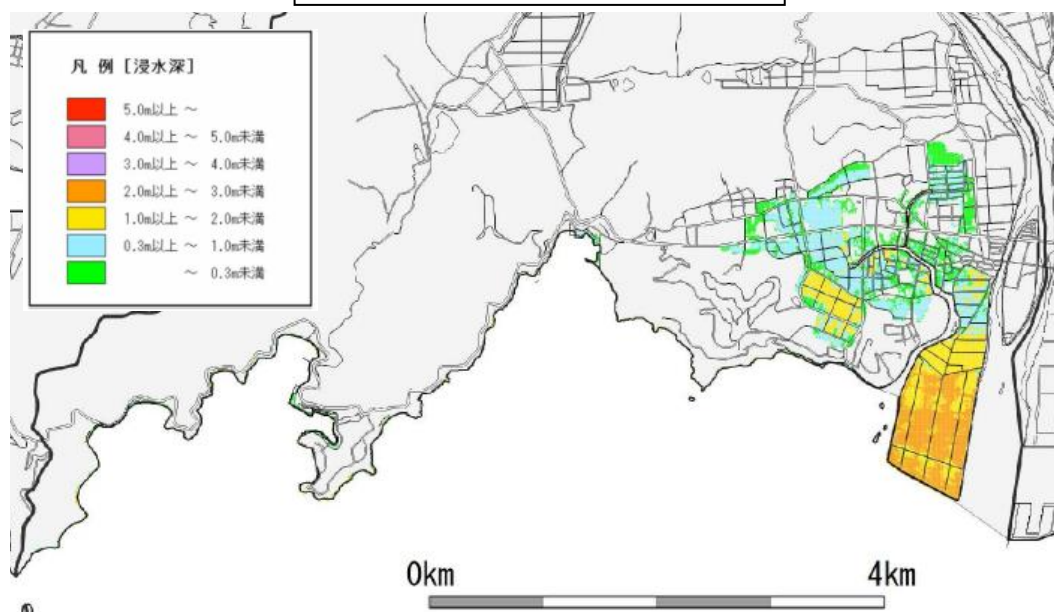 凡 例 [浸水深]
5.0m以上 ～
4.0m以上 ～ 5.0m未満
3.0m以上 ～ 4.0m未満
2.0m以上 ～ 3.0m未満
1.0m以上 ～ 2.0m未満
0.3m以上 ～ 1.0m未満
～ 0.3m未満
0km 4km